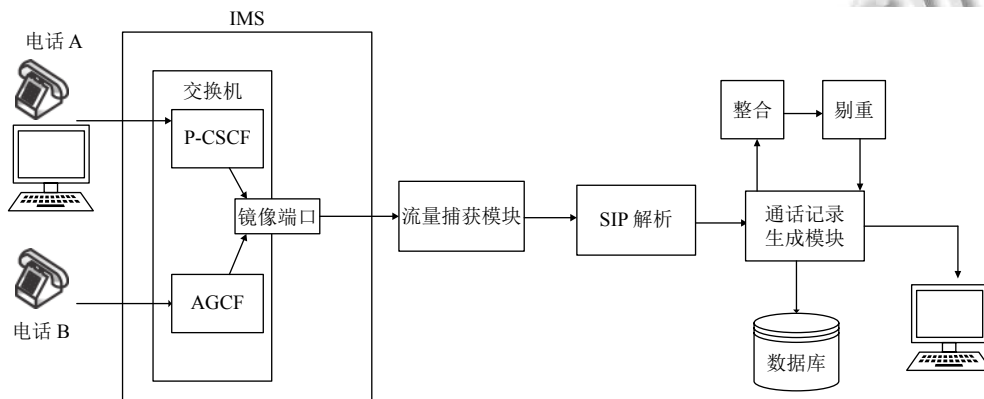 IMS
电话 A
交换机
P-CSCF
镜像端口
AGCF
电话 B
流量捕获模块
SIP 解析
整合
剔重
通话记录
生成模块
数据库